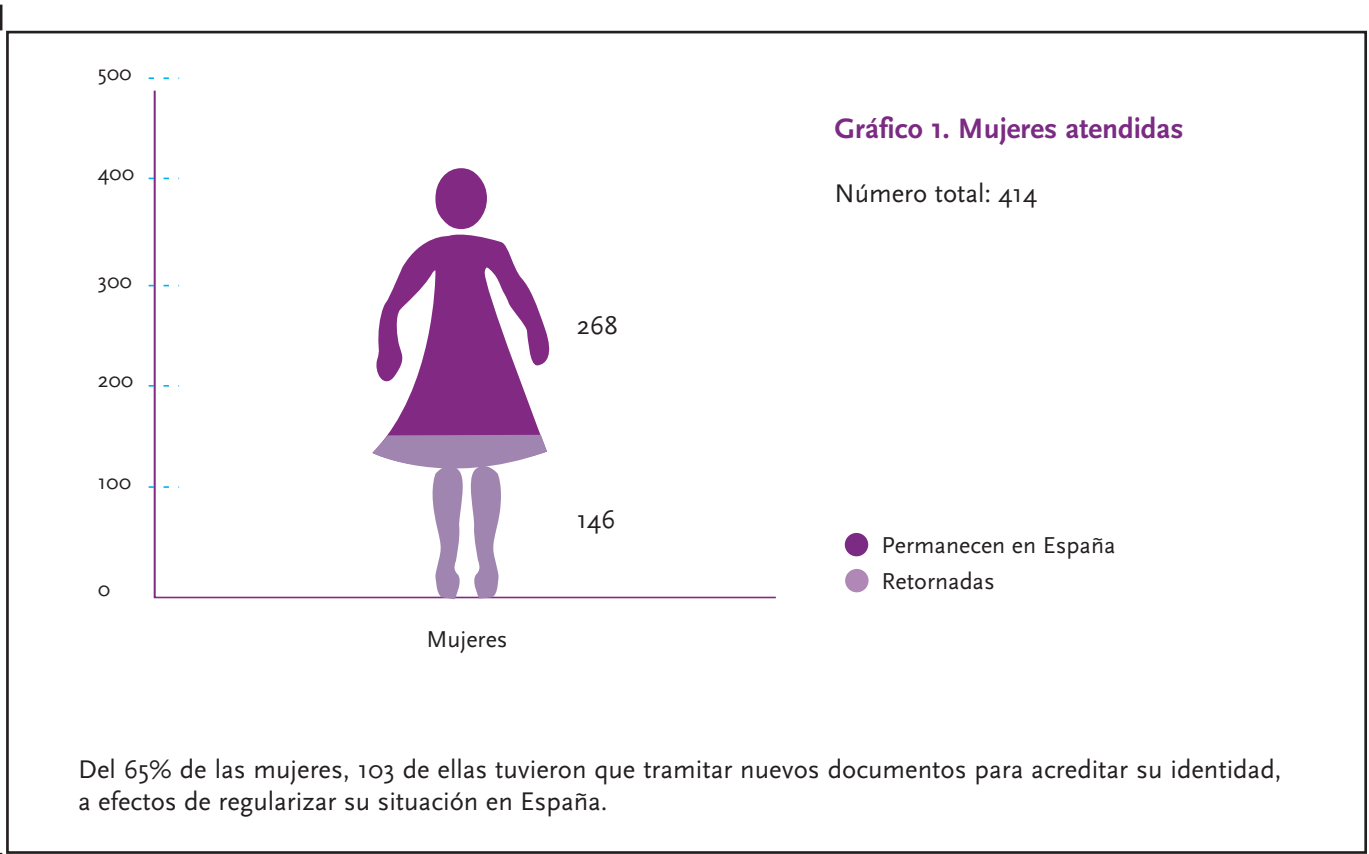 Gráfico 1. Mujeres atendidas
Número total: 414
500
400
300
200
100
0
268
146
Mujeres
Permanecen en España
Retornadas
Del 65% de las mujeres, 103 de ellas tuvieron que tramitar nuevos documentos para acreditar su identidad,
a efectos de regularizar su situación en España.